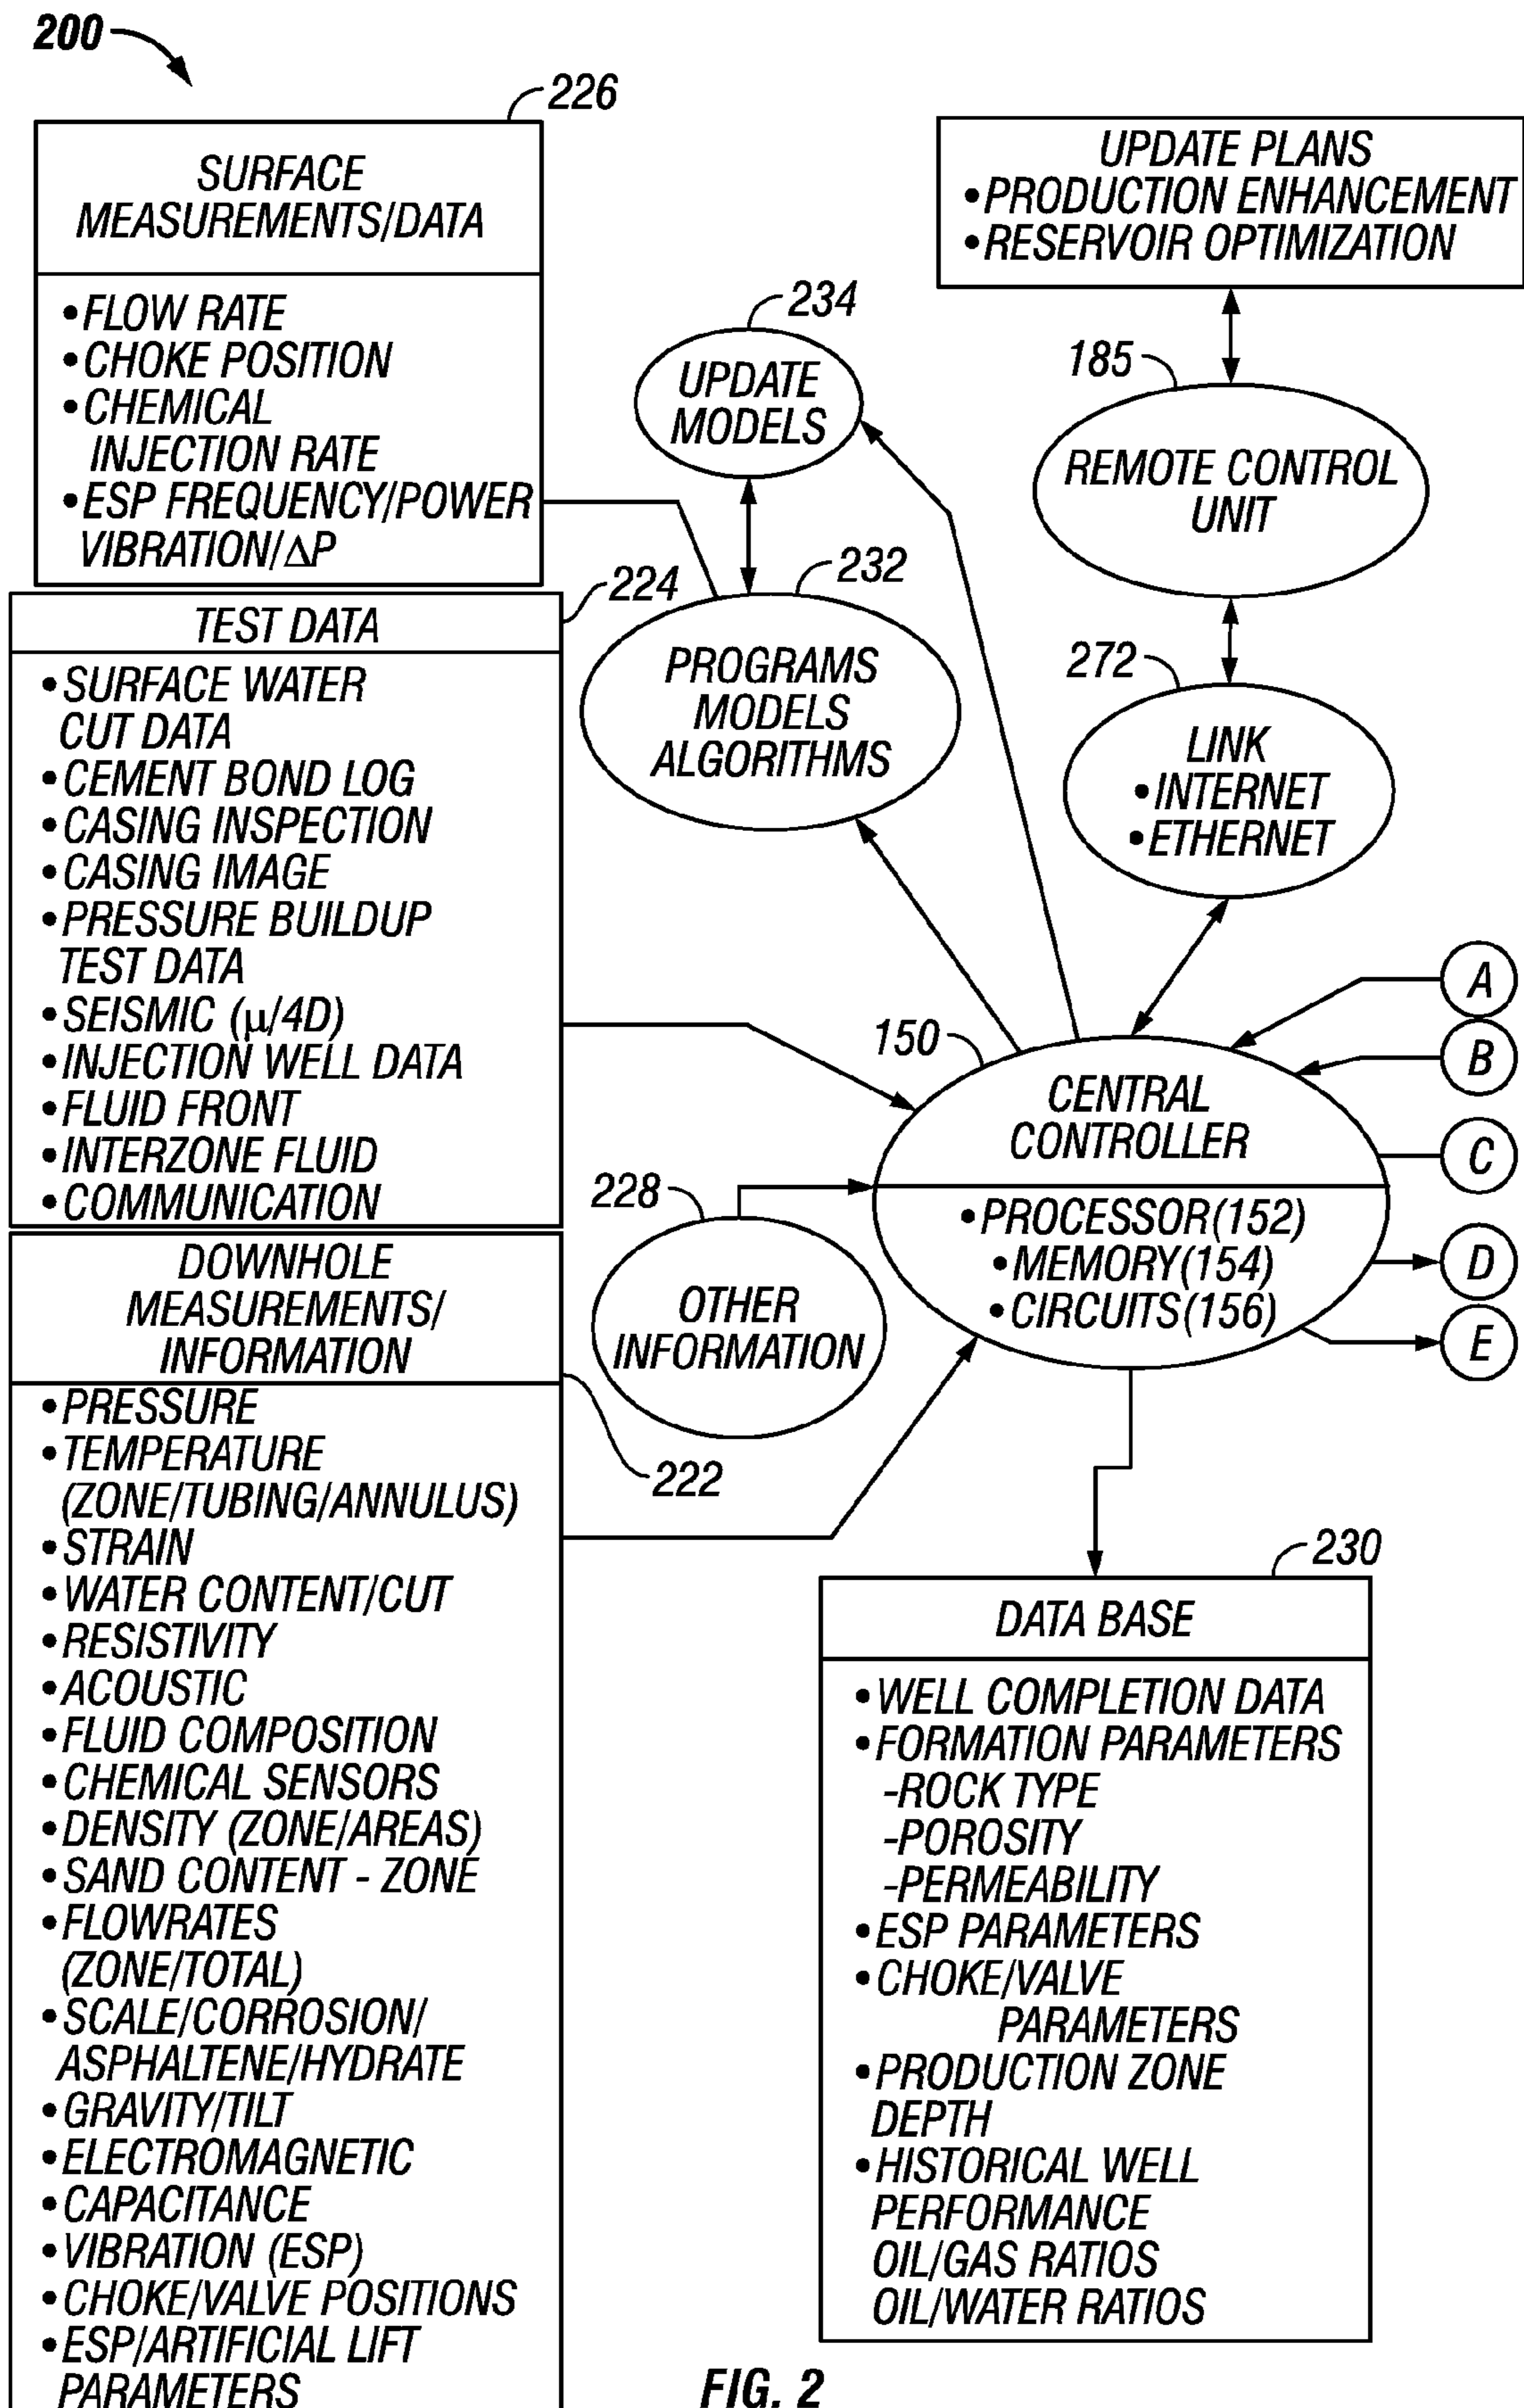 200
226
SURFACE
MEASUREMENTS/DATA
•FLOW RATE
•CHOKE POSITION
•CHEMICAL
INJECTION RATE
•ESP FREQUENCY/POWER
VIBRATION/ΔP
224
TEST DATA
•SURFACE WATER
CUT DATA
•CEMENT BOND LOG
•CASING INSPECTION
•CASING IMAGE
•PRESSURE BUILDUP
TEST DATA
•SEISMIC (μ/4D)
•INJECTION WELL DATA
•FLUID FRONT
•INTERZONE FLUID
•COMMUNICATION
DOWNHOLE
MEASUREMENTS/
INFORMATION
222
•PRESSURE
•TEMPERATURE
(ZONE/TUBING/ANNULUS)
•STRAIN
•WATER CONTENT/CUT
•RESISTIVITY
•ACOUSTIC
•FLUID COMPOSITION
•CHEMICAL SENSORS
•DENSITY (ZONE/AREAS)
•SAND CONTENT - ZONE
•FLOWRATES
(ZONE/TOTAL)
•SCALE/CORROSION/
ASPHALTENE/HYDRATE
•GRAVITY/TILT
•ELECTROMAGNETIC
•CAPACITANCE
•VIBRATION (ESP)
•CHOKE/VALVE POSITIONS
•ESP/ARTIFICIAL LIFT
PARAMETERS
234
UPDATE
MODELS
232
PROGRAMS
MODELS
ALGORITHMS
UPDATE PLANS
•PRODUCTION ENHANCEMENT
•RESERVOIR OPTIMIZATION
185
REMOTE CONTROL
UNIT
272
LINK
•INTERNET
•ETHERNET
150
CENTRAL
CONTROLLER
•PROCESSOR(152)
•MEMORY(154)
•CIRCUITS(156)
A
B
C
D
E
228
OTHER
INFORMATION
230
DATA BASE
•WELL COMPLETION DATA
•FORMATION PARAMETERS
-ROCK TYPE
-POROSITY
-PERMEABILITY
•ESP PARAMETERS
•CHOKE/VALVE
PARAMETERS
•PRODUCTION ZONE
DEPTH
•HISTORICAL WELL
PERFORMANCE
OIL/GAS RATIOS
OIL/WATER RATIOS
FIG. 2